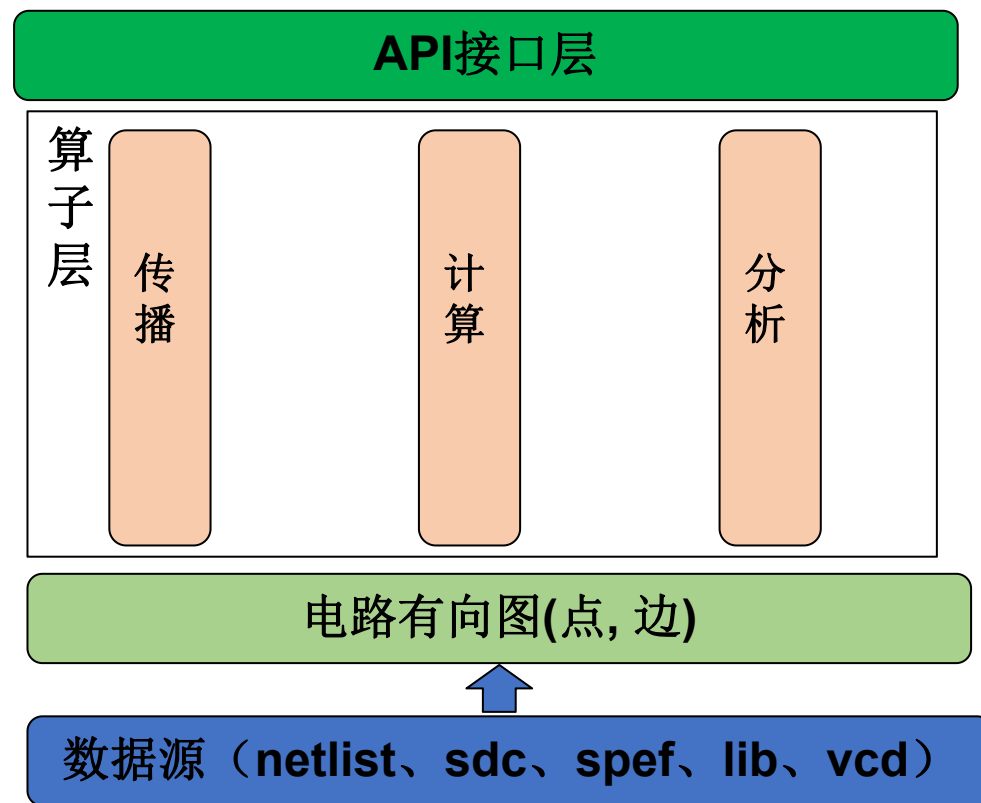 API接口层
算
子
层
传
播
计
算
分
析
电路有向图(点, 边)
数据源（netlist、sdc、spef、lib、vcd）